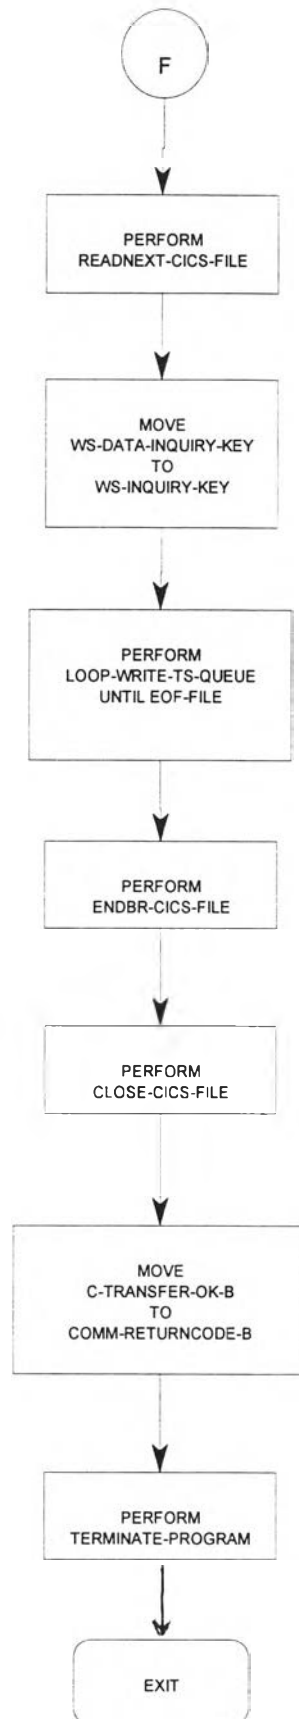 F
PERFORM
READNEXT-CICS-FILE
MOVE
WS-DATA-INQUIRY-KEY
TO
WS-INQUIRY-KEY
PERFORM
LOOP-WRITE-TS-QUEUE
UNTIL EOF-FILE
PERFORM
ENDBR-CICS-FILE
PERFORM
CLOSE-CICS-FILE
MOVE
C-TRANSFER-OK-B
TO
COMM-RETURNCODE-B
PERFORM
TERMINATE-PROGRAM
EXIT